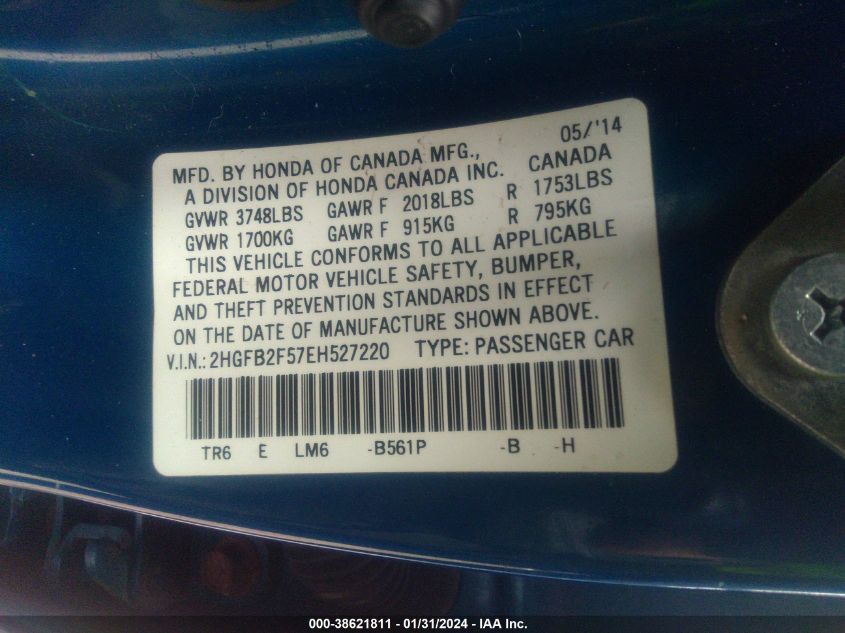 05/'14
MFD. BY HONDA OF CANADA MFG.,
A DIVISION OF HONDA CANADA INC. CANADA
GVWR 3748LBS GAWR F 2018LBS R 1753LBS
GVWR 1700KG GAWR F 915KG R 795KG
THIS VEHICLE CONFORMS TO ALL APPLICABLE
FEDERAL MOTOR VEHICLE SAFETY, BUMPER,
AND THEFT PREVENTION STANDARDS IN EFFECT
ON THE DATE OF MANUFACTURE SHOWN ABOVE.
V.I.N.: 2HGFB2F57EH527220 TYPE: PASSENGER CAR
TR6 E LM6 -B561P -B -H
000-38621811 - 01/31/2024 - IAA Inc.